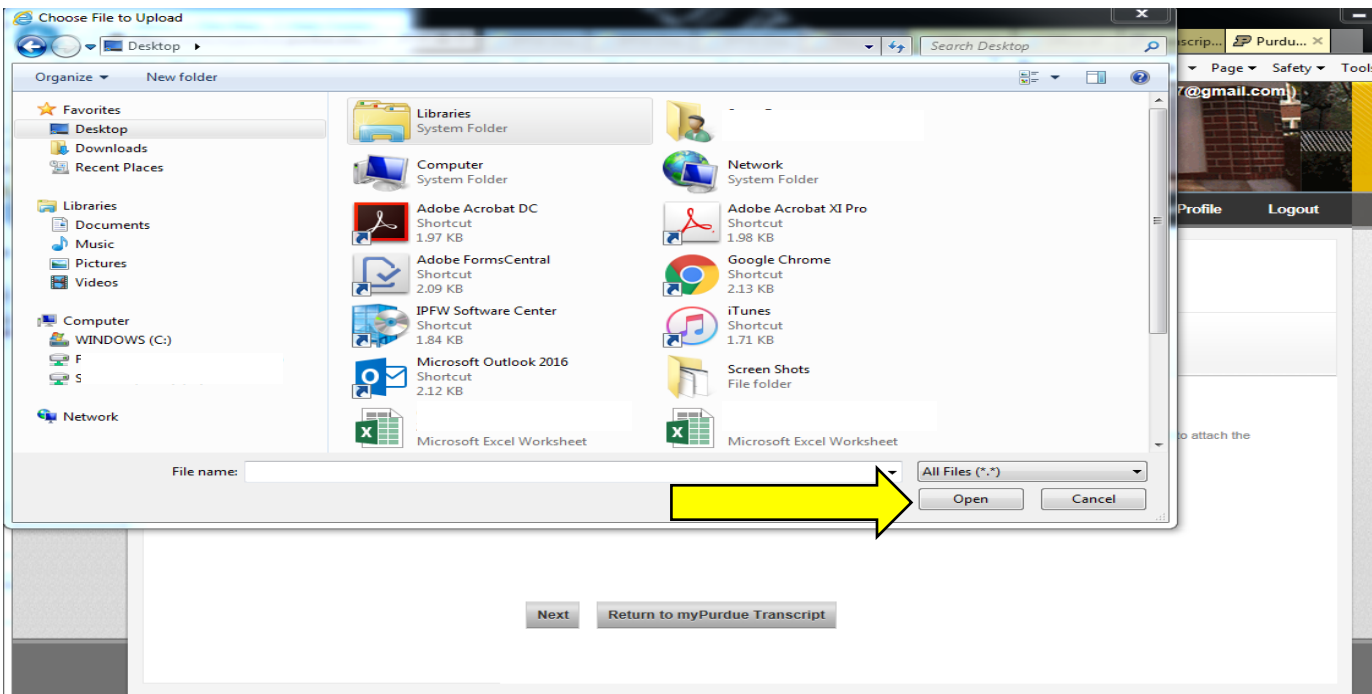 Choose File to Upload
Desktop
Search Desktop
iscrip... Purdu...
Organize New folder
Page Safety Tools
7@gmail.com)
Favorites
Desktop
Downloads
Recent Places
Libraries
Documents
Music
Pictures
Videos
Computer
WINDOWS (C:)
F
S
Network
Libraries
System Folder
Computer
System Folder
Network
System Folder
Adobe Acrobat DC
Shortcut
1.97 KB
Adobe Acrobat XI Pro
Shortcut
1.98 KB
Adobe FormsCentral
Shortcut
2.09 KB
Google Chrome
Shortcut
2.13 KB
IPFW Software Center
Shortcut
1.84 KB
iTunes
Shortcut
1.71 KB
Microsoft Outlook 2016
Shortcut
2.12 KB
Screen Shots
File folder
Microsoft Excel Worksheet
Microsoft Excel Worksheet
Profile Logout
to attach the
File name:
All Files (*.*)
Open Cancel
Next Return to myPurdue Transcript